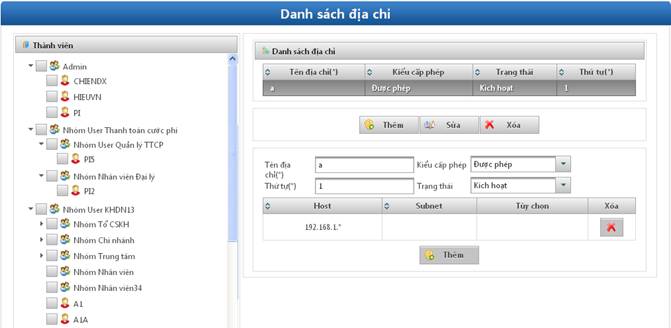 Danh sách địa chỉ
Thành viên
Admin
CHIENDX
HIEUVN
PI
Nhóm User Thanh toán cước phí
Nhóm User Quản lý TTCP
PI5
Nhóm Nhân viên Đại lý
PI2
Nhóm User KHDN13
Nhóm Tổ CSKH
Nhóm Chi nhánh
Nhóm Trung tâm
Nhóm Nhân viên
Nhóm Nhân viên34
A1
A1A
Danh sách địa chỉ
Tên địa chỉ(*) Kiểu cấp phép Trạng thái Thứ tự(*)
a Được phép Kích hoạt 1
Thêm Sửa Xóa
Tên địa chỉ(*) a Kiểu cấp phép Được phép
Thứ tự(*) 1 Trạng thái Kích hoạt
Host Subnet Tùy chọn Xóa
192.168.1.*
Thêm